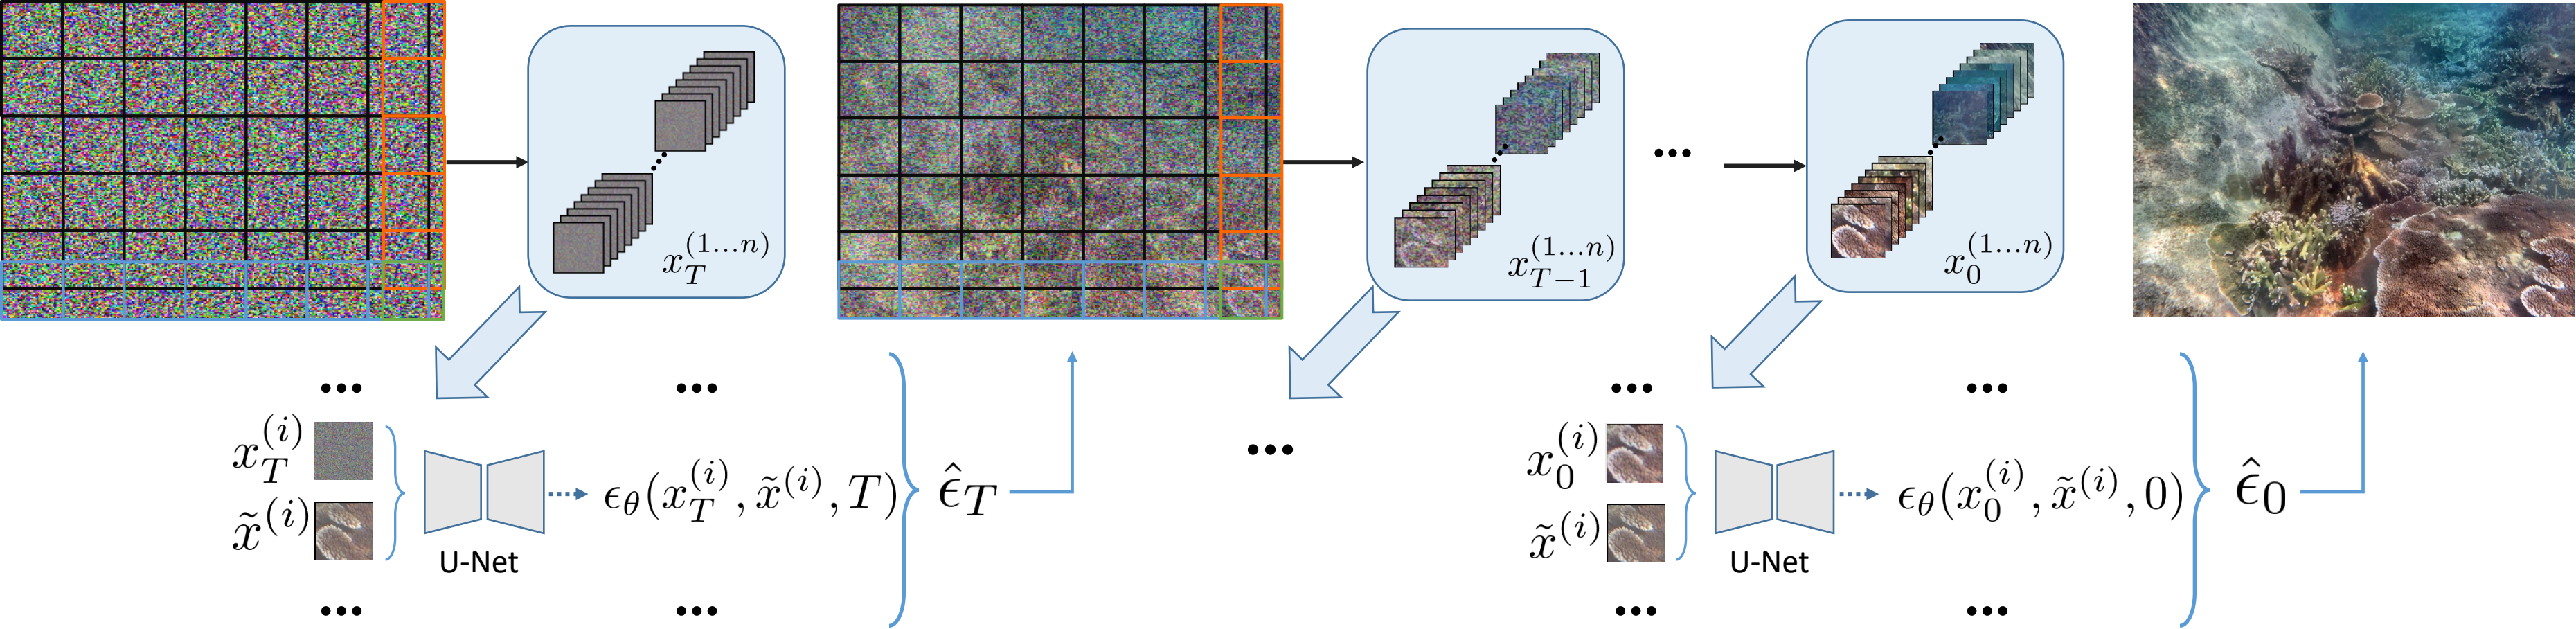 x_T^{(1...n)}
x_{T-1}^{(1...n)}
...
x_0^{(1...n)}
... ...
x_T^{(i)}
x̃^{(i)}
U-Net
ϵ_θ(x_T^{(i)}, x̃^{(i)}, T)
ϵ̂_T
... ...
...
... ...
x_0^{(i)}
x̃^{(i)}
U-Net
ϵ_θ(x_0^{(i)}, x̃^{(i)}, 0)
ϵ̂_0
... ...